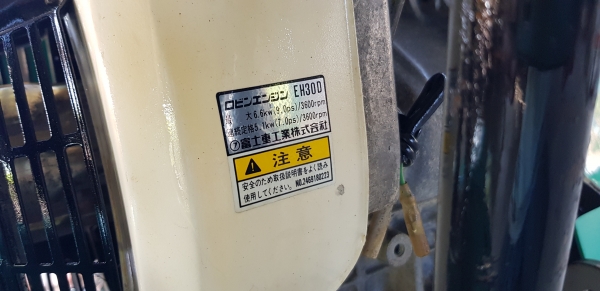 ロビンエンジン EH30D
最 大6.6kw(9.0ps)/3600rpm
連続定格5.1kw(7.0ps)/3600rpm
富士重工業株式会社
注意
安全のため取扱説明書をよく読み
使用してください。 NO.2469180223